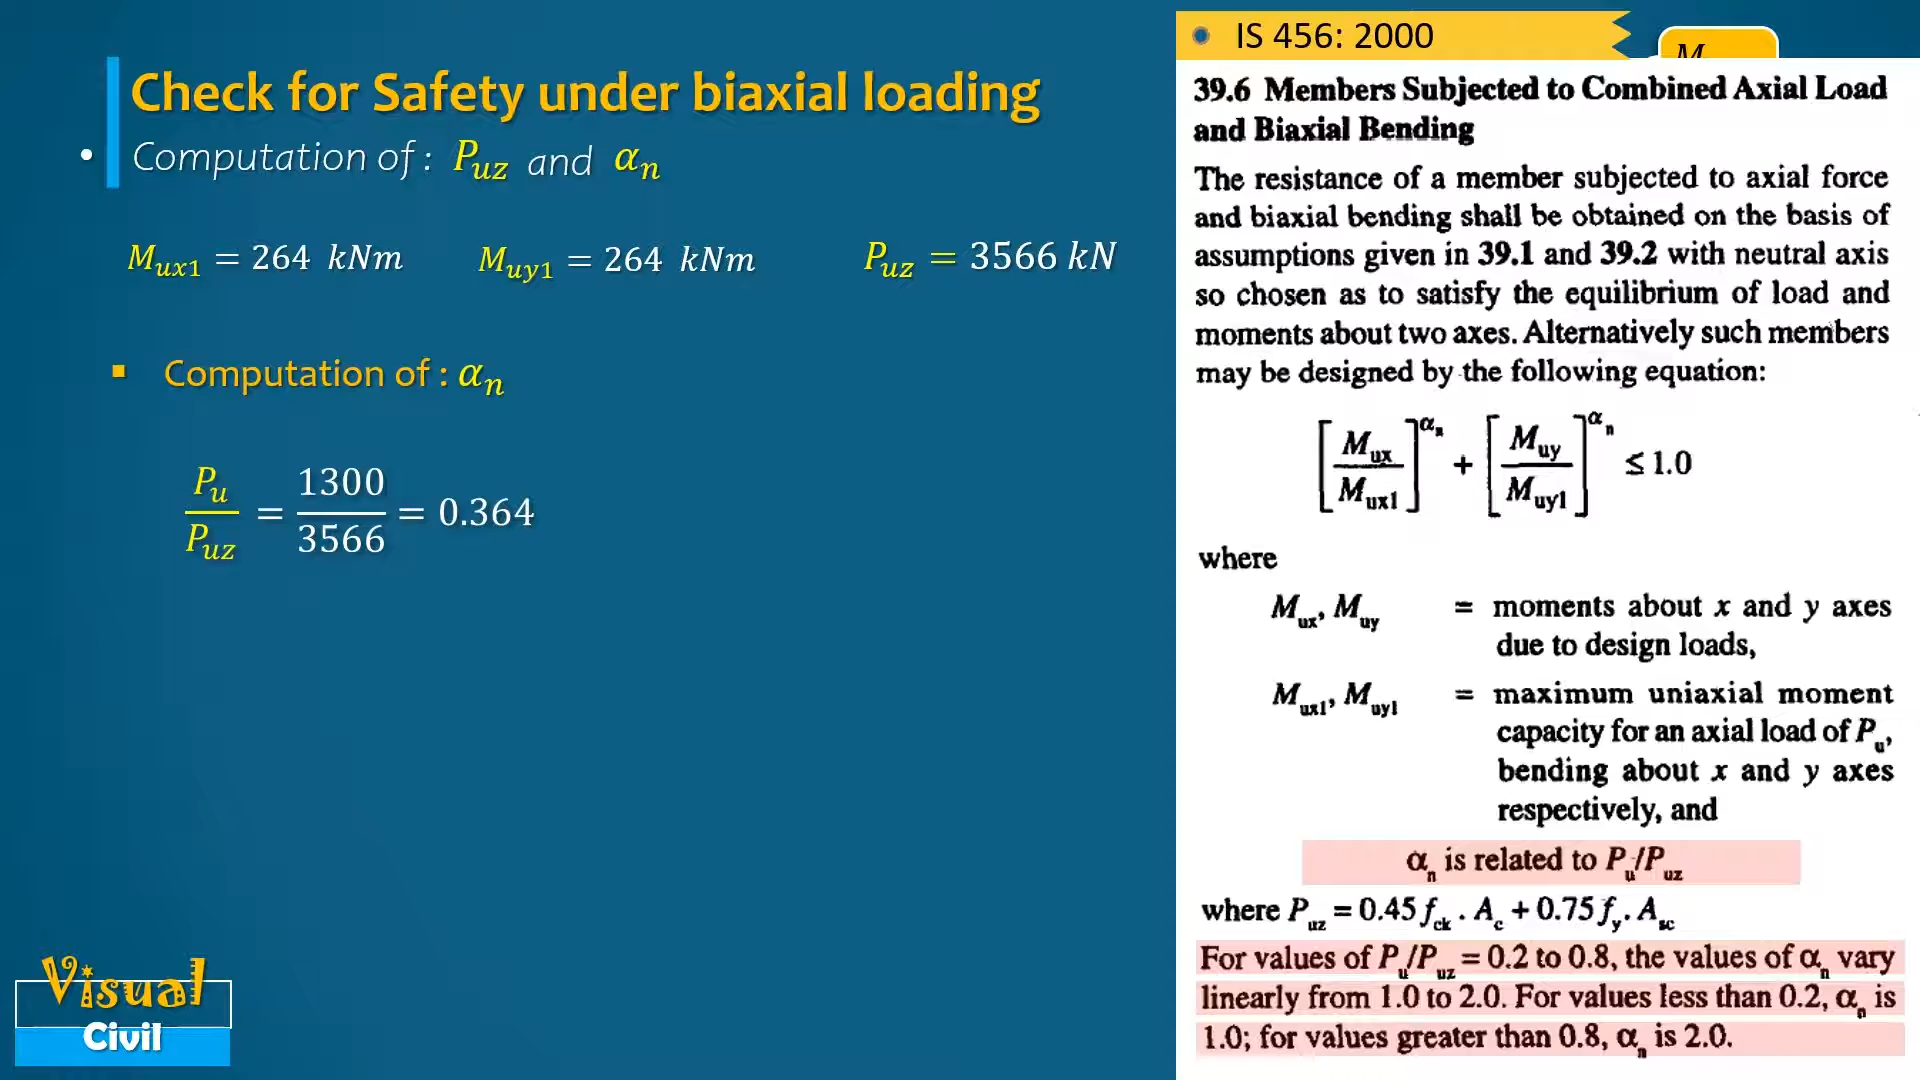 Check for Safety under biaxial loading
• Computation of : P_uz and α_n
M_ux1 = 264 kNm M_uy1 = 264 kNm P_uz = 3566 kN
▪ Computation of : α_n
P_u / P_uz = 1300 / 3566 = 0.364
Visual
Civil
• IS 456: 2000
M
39.6 Members Subjected to Combined Axial Load
and Biaxial Bending
The resistance of a member subjected to axial force
and biaxial bending shall be obtained on the basis of
assumptions given in 39.1 and 39.2 with neutral axis
so chosen as to satisfy the equilibrium of load and
moments about two axes. Alternatively such members
may be designed by the following equation:
[M_ux / M_ux1]^α_n + [M_uy / M_uy1]^α_n ≤ 1.0
where
M_ux, M_uy = moments about x and y axes
due to design loads,
M_ux1, M_uy1 = maximum uniaxial moment
capacity for an axial load of P_u,
bending about x and y axes
respectively, and
α_n is related to P_u/P_uz
where P_uz = 0.45 f_ck . A_c + 0.75 f_y . A_sc
For values of P_u/P_uz = 0.2 to 0.8, the values of α_n vary
linearly from 1.0 to 2.0. For values less than 0.2, α_n is
1.0; for values greater than 0.8, α_n is 2.0.